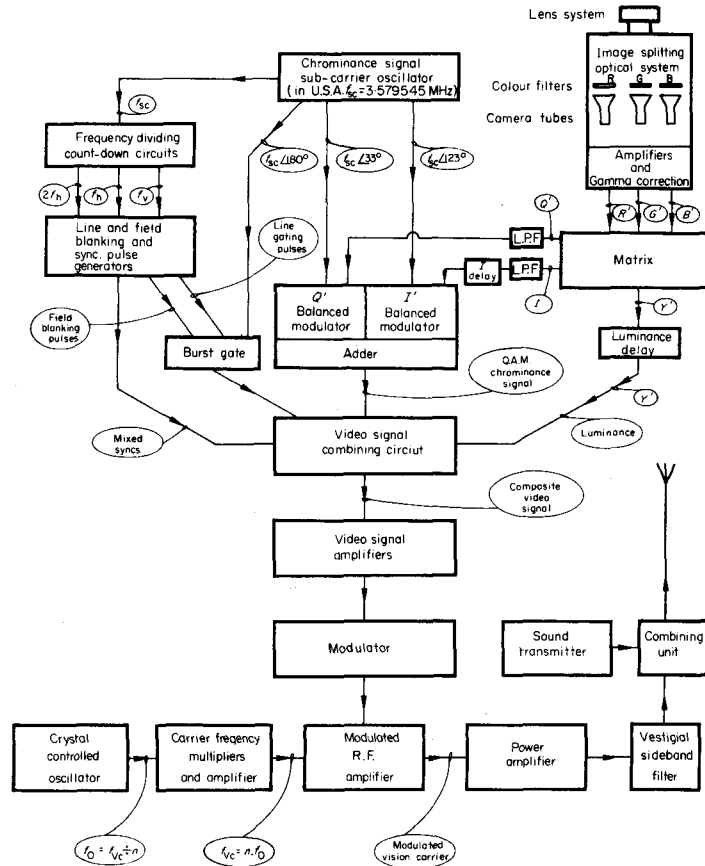 Lens system
Image splitting
optical system
R G B
Colour filters
Camera tubes
Amplifiers
and
Gamma correction
R' G' B'
Chrominance signal
sub-carrier oscillator
(in U.S.A. fsc=3·579545 MHz)
fsc
Frequency dividing
count-down circuits
fsc∠180°
fsc∠33°
fsc∠123°
2fh fh fv
Line and field
blanking and
sync. pulse
generators
Line
gating
pulses
Q'
L.P.F
Matrix
I'
delay
L.P.F
I
Y'
Field
blanking
pulses
Burst gate
Q'
Balanced
modulator
I'
Balanced
modulator
Adder
Luminance
delay
Q.A.M.
chrominance
signal
Y'
Mixed
syncs
Video signal
combining circiut
Luminance
Composite
video
signal
Video signal
amplifiers
Modulator
Sound
transmitter
Combining
unit
Crystal
controlled
oscillator
Carrier freqency
multipliers
and amplifier
Modulated
R.F.
amplifier
Power
amplifier
Vestigial
sideband
filter
fO = fVC ÷ n
fVC = n·fO
Modulated
vision carrier